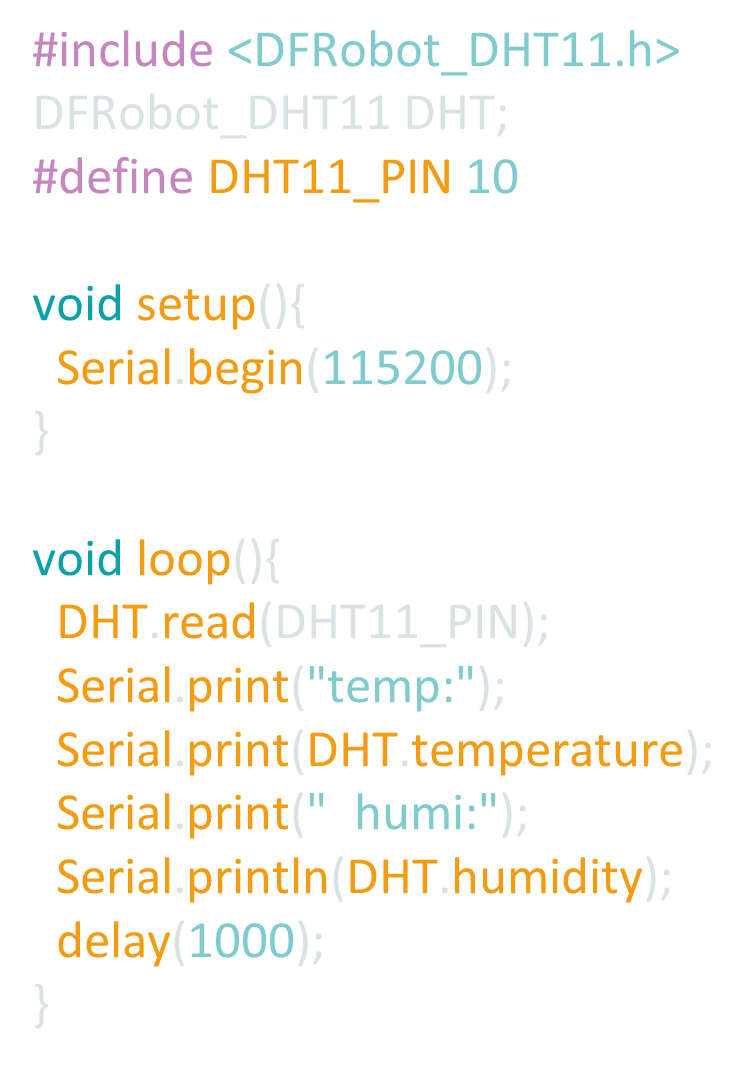 #include <DFRobot_DHT11.h>
DFRobot_DHT11 DHT;
#define DHT11_PIN 10
void setup(){
  Serial.begin(115200);
}
void loop(){
  DHT.read(DHT11_PIN);
  Serial.print("temp:");
  Serial.print(DHT.temperature);
  Serial.print("  humi:");
  Serial.println(DHT.humidity);
  delay(1000);
}